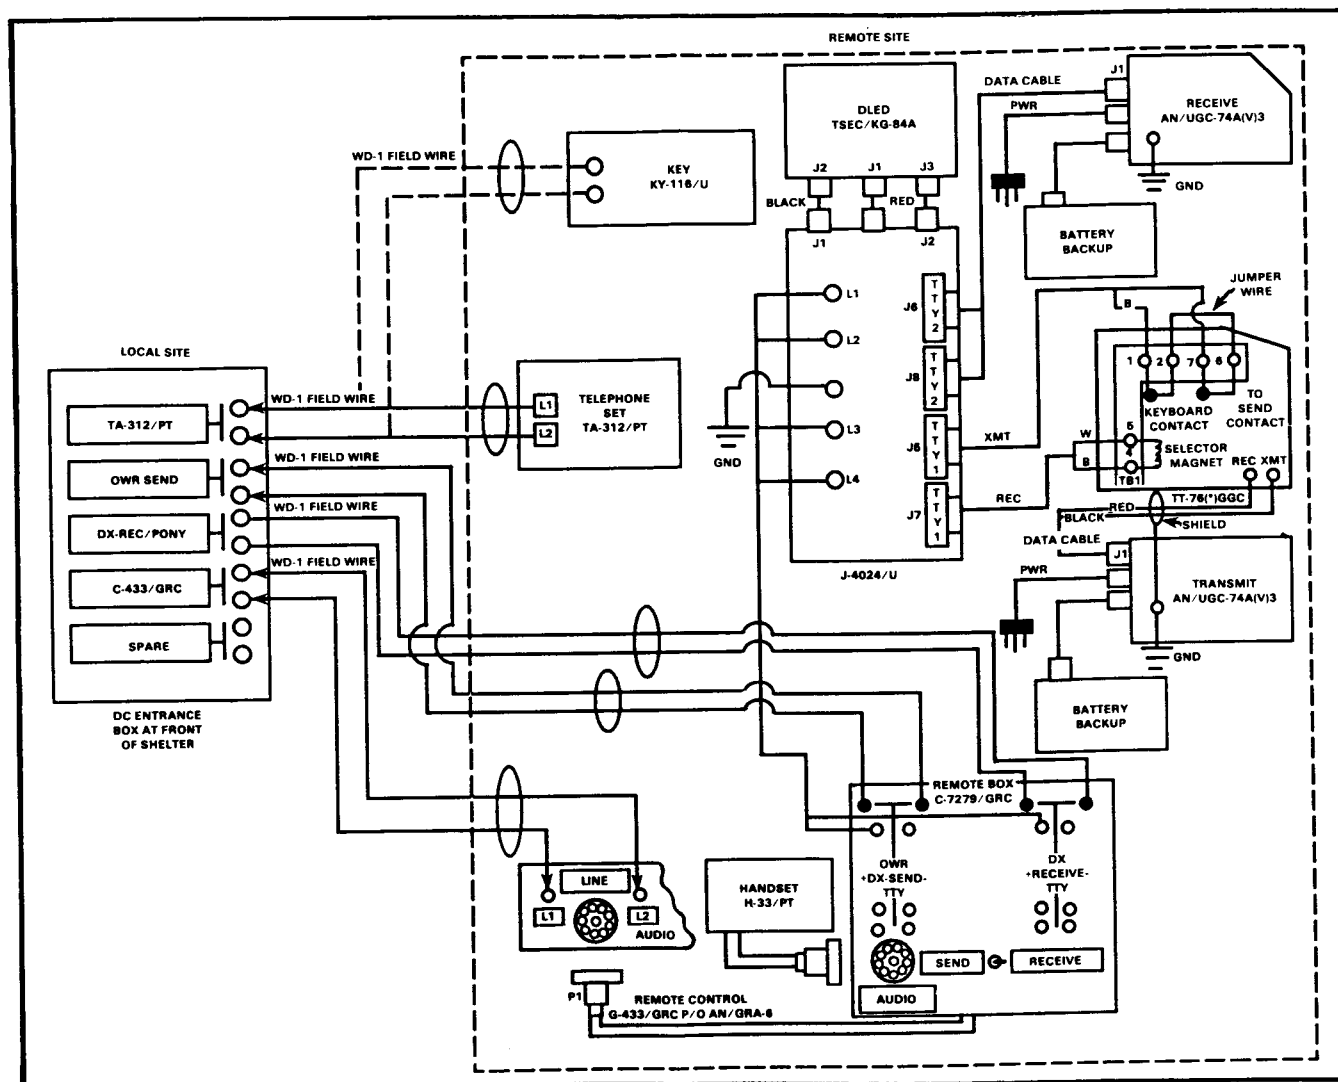 REMOTE SITE
DLED
TSEC/KG-84A
J2
J1
J3
BLACK
RED
J1
J2
DATA CABLE
J1
PWR
RECEIVE
AN/UGC-74A(V)3
GND
BATTERY
BACKUP
WD-1 FIELD WIRE
KEY
KY-116/U
LOCAL SITE
TA-312/PT
OWR SEND
DX-REC/PONY
C-433/GRC
SPARE
DC ENTRANCE
BOX AT FRONT
OF SHELTER
WD-1 FIELD WIRE
WD-1 FIELD WIRE
WD-1 FIELD WIRE
WD-1 FIELD WIRE
L1
L2
TELEPHONE
SET
TA-312/PT
GND
L1
L2
L3
L4
J6
TTY2
J8
TTY2
J5
TTY1
J7
TTY1
J-4024/U
XMT
REC
JUMPER
WIRE
B
1
2
7
6
KEYBOARD
CONTACT
TO
SEND
CONTACT
W
B
5
4
TB1
SELECTOR
MAGNET
REC XMT
TT-76(*)GGC
RED
BLACK
SHIELD
DATA CABLE
J1
PWR
TRANSMIT
AN/UGC-74A(V)3
GND
BATTERY
BACKUP
REMOTE BOX
C-7279/GRC
OWR
+DX-SEND-
TTY
DX
+RECEIVE-
TTY
SEND
RECEIVE
AUDIO
HANDSET
H-33/PT
LINE
L1
L2
AUDIO
P1
REMOTE CONTROL
G-433/GRC P/O AN/GRA-6